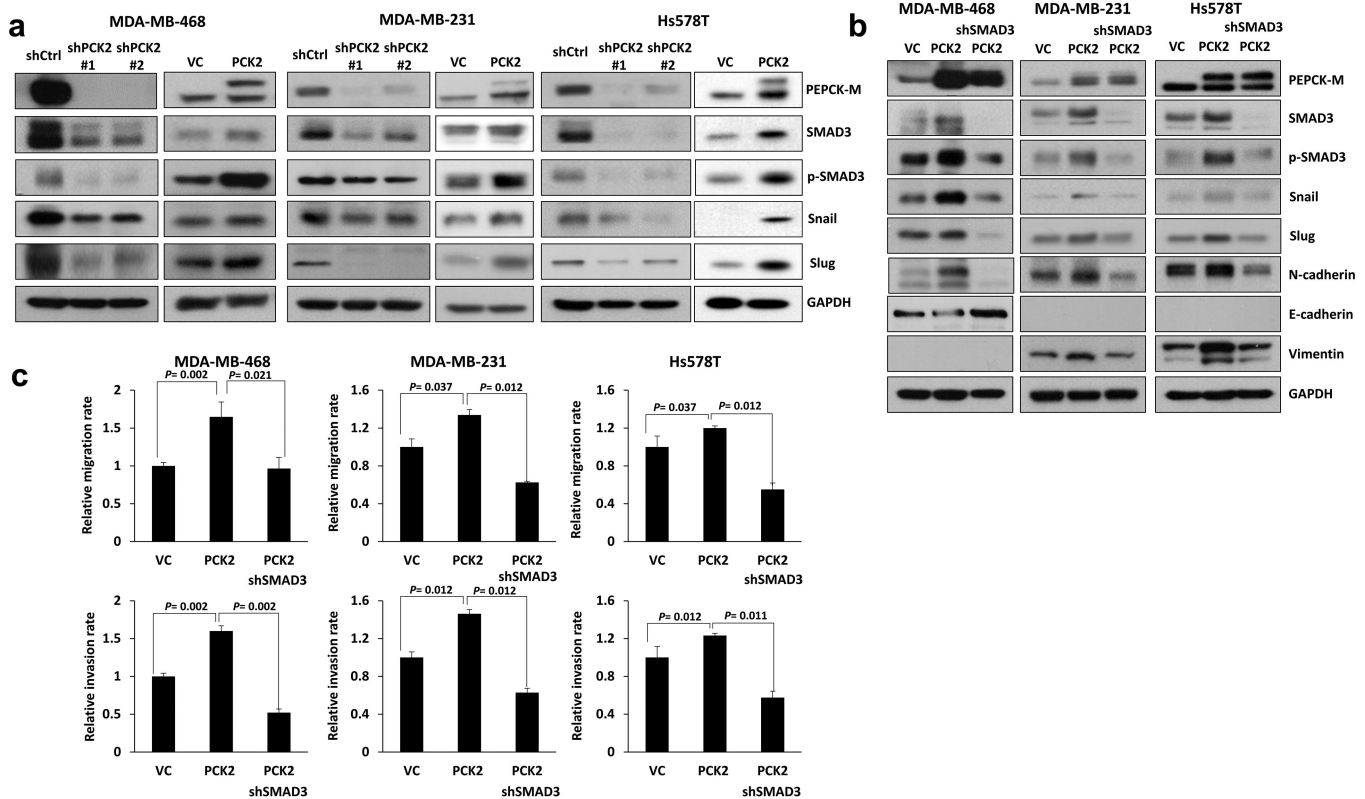 a
MDA-MB-468 MDA-MB-231 Hs578T
shCtrl shPCK2 #1 shPCK2 #2 VC PCK2 shCtrl shPCK2 #1 shPCK2 #2 VC PCK2 shCtrl shPCK2 #1 shPCK2 #2 VC PCK2
PEPCK-M
SMAD3
p-SMAD3
Snail
Slug
GAPDH
b
MDA-MB-468 MDA-MB-231 Hs578T
shSMAD3 shSMAD3 shSMAD3
VC PCK2 PCK2 VC PCK2 PCK2 VC PCK2 PCK2
PEPCK-M
SMAD3
p-SMAD3
Snail
Slug
N-cadherin
E-cadherin
Vimentin
GAPDH
c
MDA-MB-468
P= 0.002 P= 0.021
Relative migration rate
2
1.5
1
0.5
0
VC PCK2 PCK2
shSMAD3
MDA-MB-231
P= 0.037 P= 0.012
Relative migration rate
1.6
1.2
0.8
0.4
0
VC PCK2 PCK2
shSMAD3
Hs578T
P= 0.037 P= 0.012
Relative migration rate
1.6
1.2
0.8
0.4
0
VC PCK2 PCK2
shSMAD3
P= 0.002 P= 0.002
Relative invasion rate
2
1.5
1
0.5
0
VC PCK2 PCK2
shSMAD3
P= 0.012 P= 0.012
Relative invasion rate
1.6
1.2
0.8
0.4
0
VC PCK2 PCK2
shSMAD3
P= 0.012 P= 0.011
Relative invasion rate
1.6
1.2
0.8
0.4
0
VC PCK2 PCK2
shSMAD3